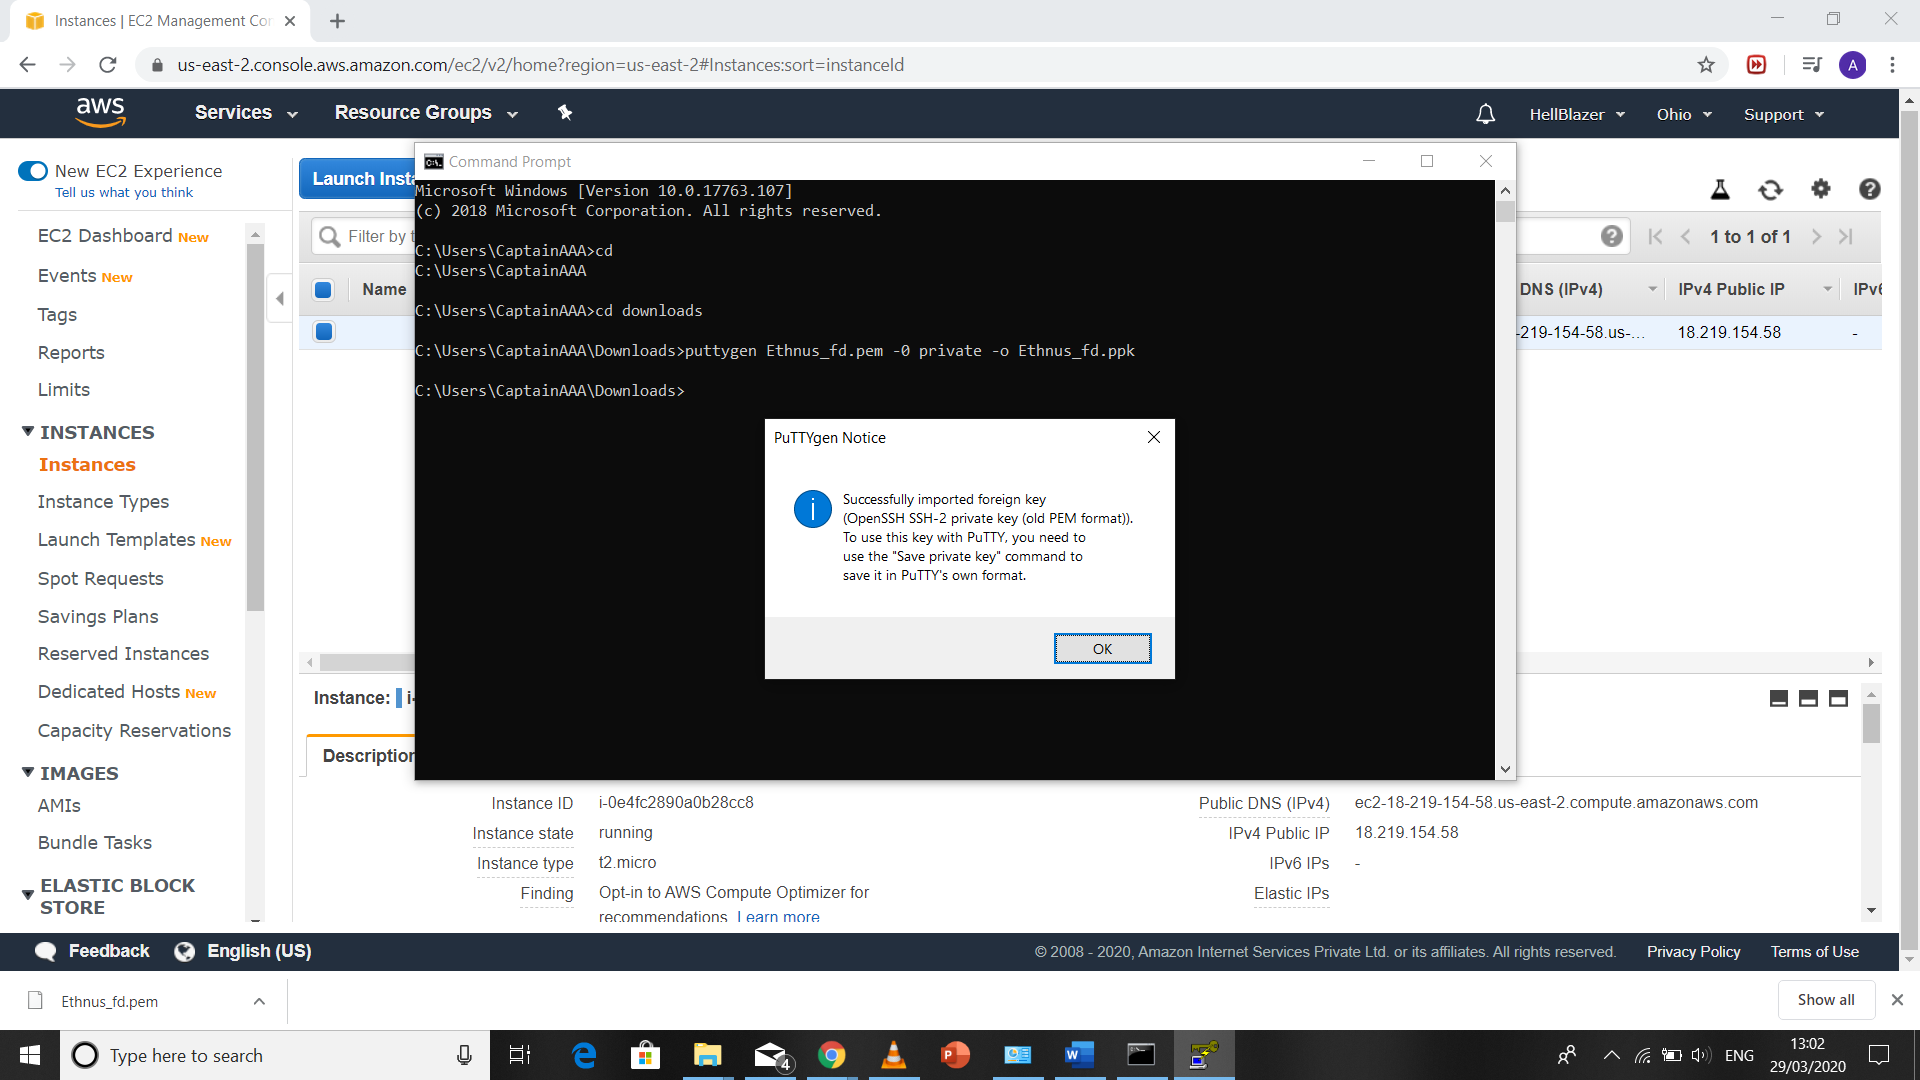 Instances | EC2 Management Con
us-east-2.console.aws.amazon.com/ec2/v2/home?region=us-east-2#Instances:sort=instanceId
A
aws
Services
Resource Groups
HellBlazer
Ohio
Support
New EC2 Experience
Tell us what you think
EC2 Dashboard New
Events New
Tags
Reports
Limits
INSTANCES
Instances
Instance Types
Launch Templates New
Spot Requests
Savings Plans
Reserved Instances
Dedicated Hosts New
Capacity Reservations
IMAGES
AMIs
Bundle Tasks
ELASTIC BLOCK
STORE
Launch Insta
Filter by t
1 to 1 of 1
Name
DNS (IPv4)
IPv4 Public IP
IPv6
-219-154-58.us-...
18.219.154.58
-
Command Prompt
Microsoft Windows [Version 10.0.17763.107]
(c) 2018 Microsoft Corporation. All rights reserved.
C:\Users\CaptainAAA>cd
C:\Users\CaptainAAA
C:\Users\CaptainAAA>cd downloads
C:\Users\CaptainAAA\Downloads>puttygen Ethnus_fd.pem -0 private -o Ethnus_fd.ppk
C:\Users\CaptainAAA\Downloads>
PuTTYgen Notice
Successfully imported foreign key
(OpenSSH SSH-2 private key (old PEM format)).
To use this key with PuTTY, you need to
use the "Save private key" command to
save it in PuTTY's own format.
OK
Instance: i-
Description
Instance ID i-0e4fc2890a0b28cc8
Instance state running
Instance type t2.micro
Finding Opt-in to AWS Compute Optimizer for
recommendations. Learn more
Public DNS (IPv4) ec2-18-219-154-58.us-east-2.compute.amazonaws.com
IPv4 Public IP 18.219.154.58
IPv6 IPs -
Elastic IPs
Feedback
English (US)
© 2008 - 2020, Amazon Internet Services Private Ltd. or its affiliates. All rights reserved.
Privacy Policy
Terms of Use
Ethnus_fd.pem
Show all
Type here to search
4
ENG
13:02
29/03/2020